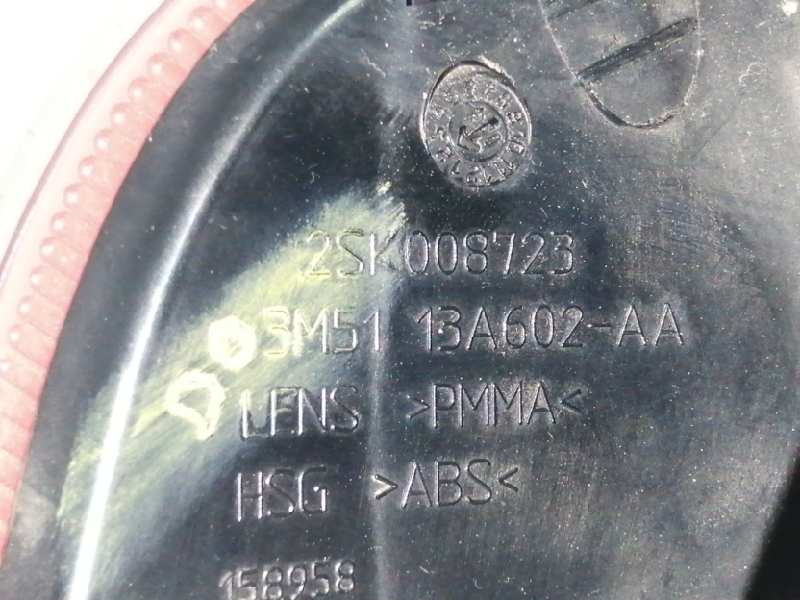 2SK008723
3M51 13A602-AA
LENS >PMMA<
HSG >ABS<
158958